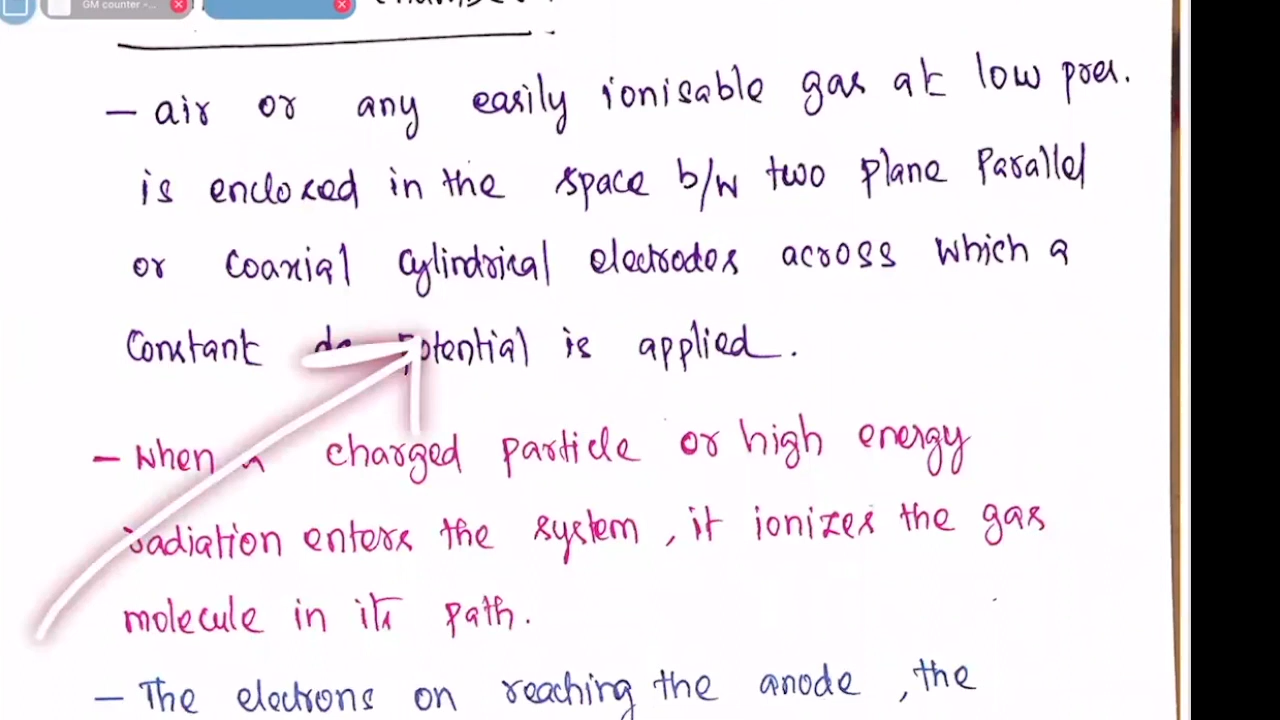 GM counter -...
- air or any easily ionisable gas at low pres.
is enclosed in the space b/w two plane Parallel
or Coaxial Cylindrical electrodes across which a
Constant dc potential is applied.
- When a charged particle or high energy
radiation enters the system, it ionizes the gas
molecule in its path.
- The electrons on reaching the anode, the